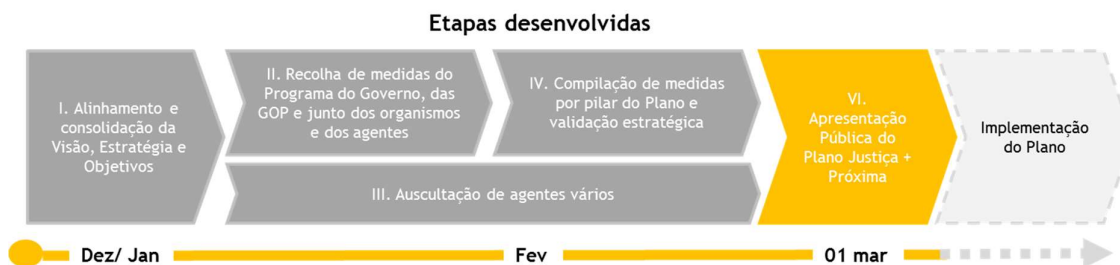 Etapas desenvolvidas
I. Alinhamento e
consolidação da
Visão, Estratégia e
Objetivos
II. Recolha de medidas do
Programa do Governo, das
GOP e junto dos organismos
e dos agentes
IV. Compilação de medidas
por pilar do Plano e
validação estratégica
III. Auscultação de agentes vários
VI.
Apresentação
Pública do
Plano Justiça +
Próxima
Implementação
do Plano
Dez/ Jan
Fev
01 mar